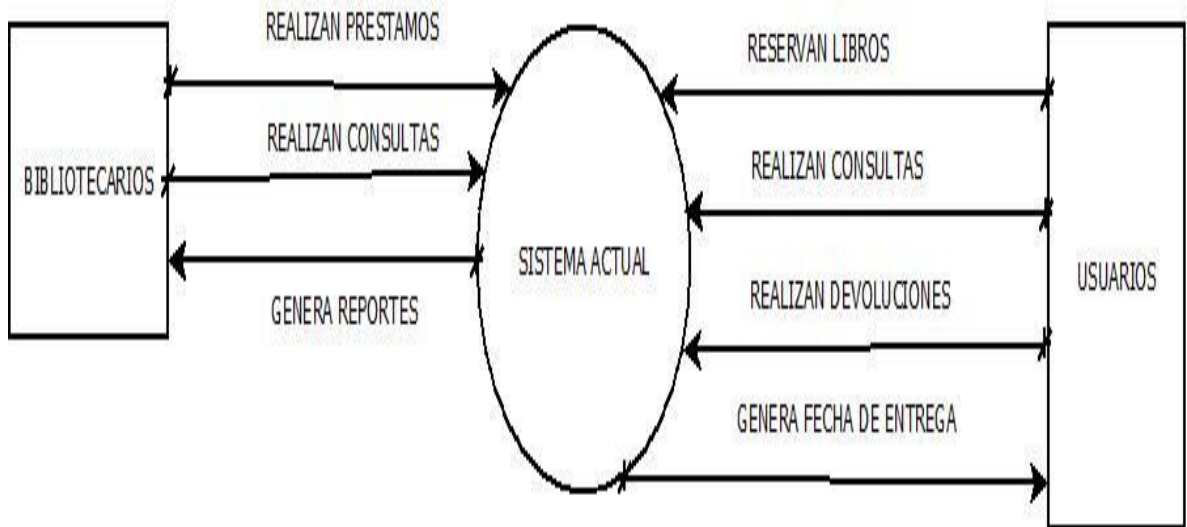 REALIZAN PRESTAMOS
RESERVAN LIBROS
REALIZAN CONSULTAS
REALIZAN CONSULTAS
BIBLIOTECARIOS
SISTEMA ACTUAL
USUARIOS
GENERA REPORTES
REALIZAN DEVOLUCIONES
GENERA FECHA DE ENTREGA